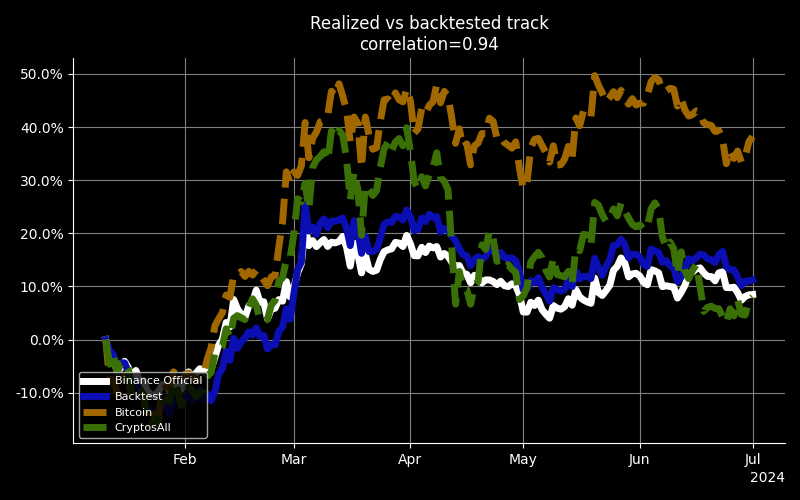 Realized vs backtested track
correlation=0.94
50.0%
40.0%
30.0%
20.0%
10.0%
0.0%
-10.0%
Binance Official
Backtest
Bitcoin
CryptosAll
Feb
Mar
Apr
May
Jun
Jul
2024